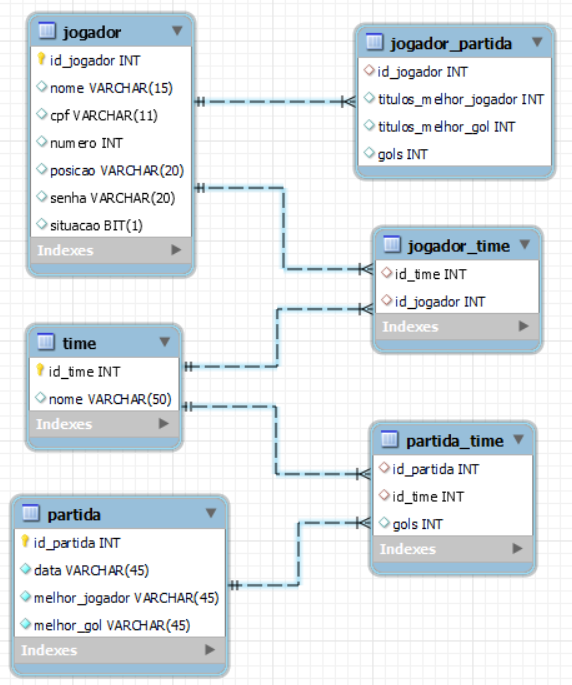 jogador
id_jogador INT
nome VARCHAR(15)
cpf VARCHAR(11)
numero INT
posicao VARCHAR(20)
senha VARCHAR(20)
situacao BIT(1)
Indexes
jogador_partida
id_jogador INT
titulos_melhor_jogador INT
titulos_melhor_gol INT
gols INT
jogador_time
id_time INT
id_jogador INT
Indexes
time
id_time INT
nome VARCHAR(50)
Indexes
partida_time
id_partida INT
id_time INT
gols INT
Indexes
partida
id_partida INT
data VARCHAR(45)
melhor_jogador VARCHAR(45)
melhor_gol VARCHAR(45)
Indexes